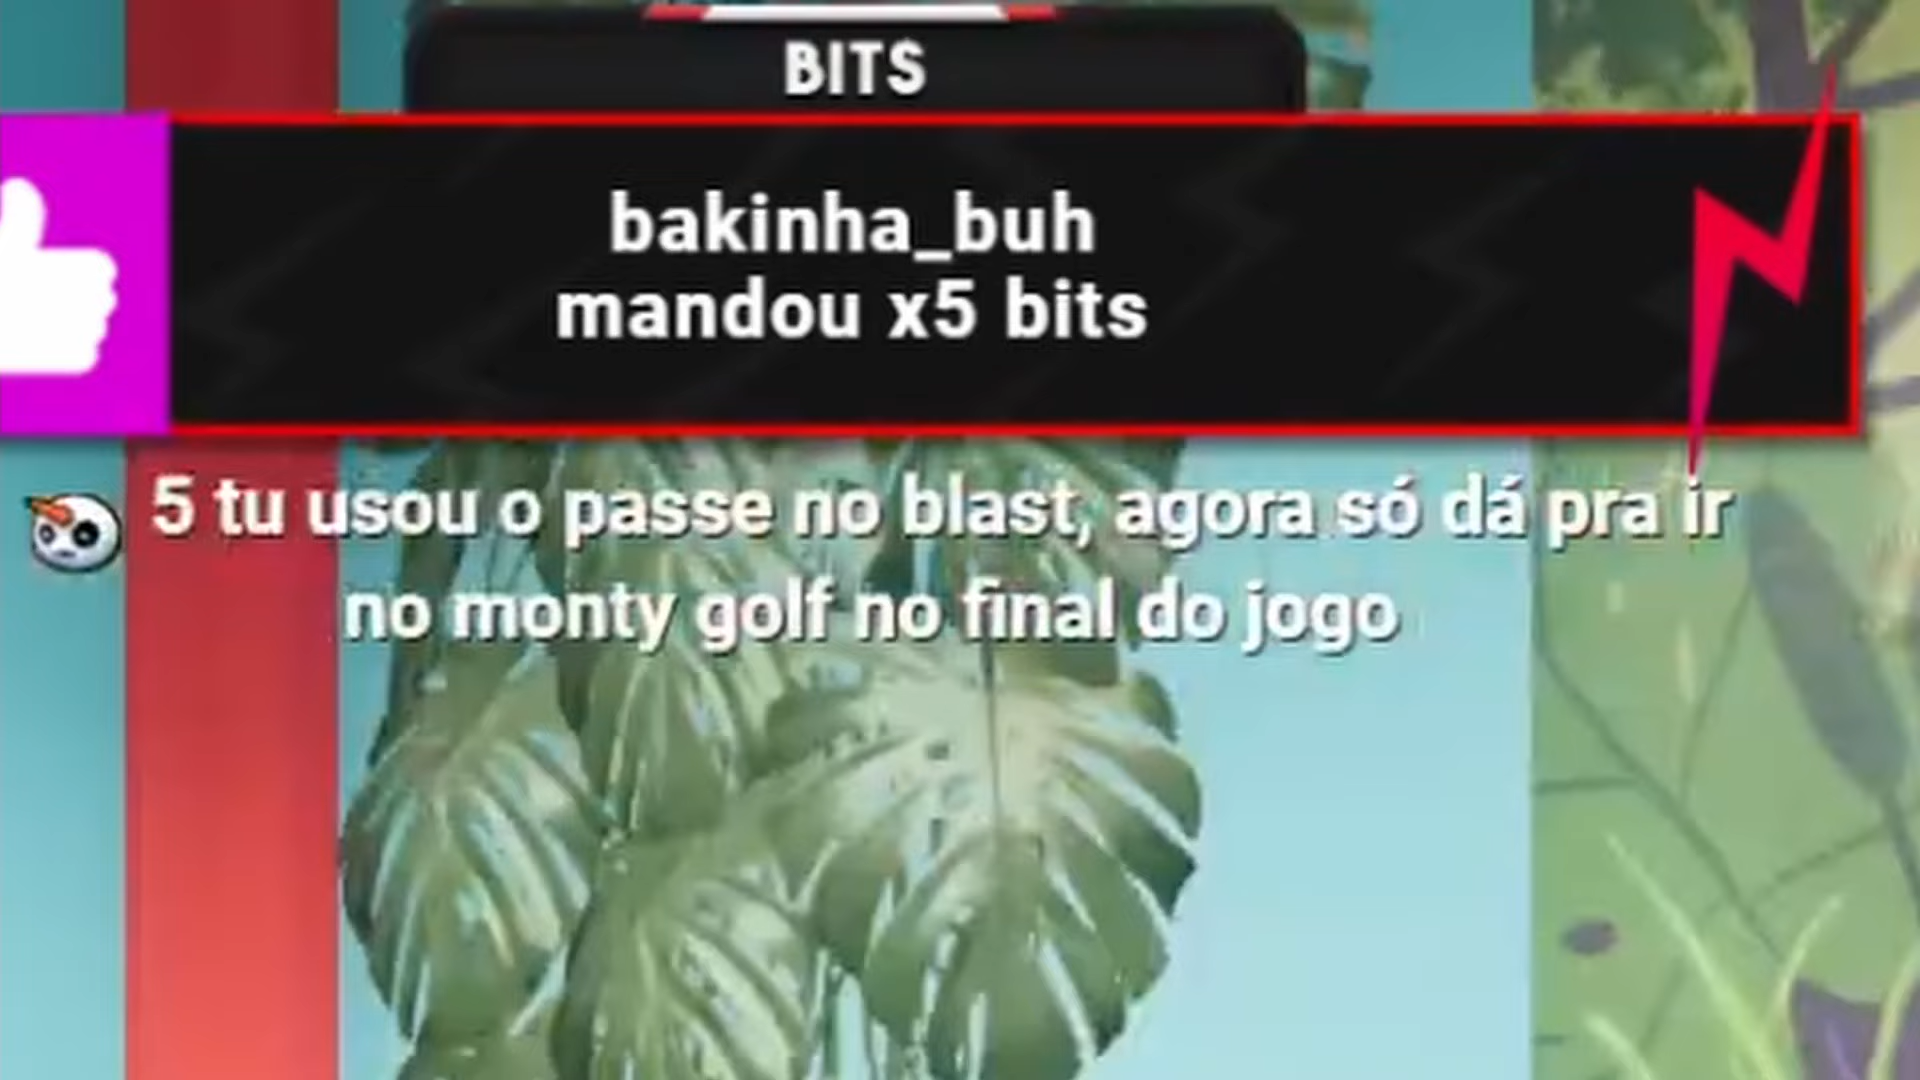 BITS
bakinha_buh
mandou x5 bits
5 tu usou o passe no blast, agora só dá pra ir
no monty golf no final do jogo